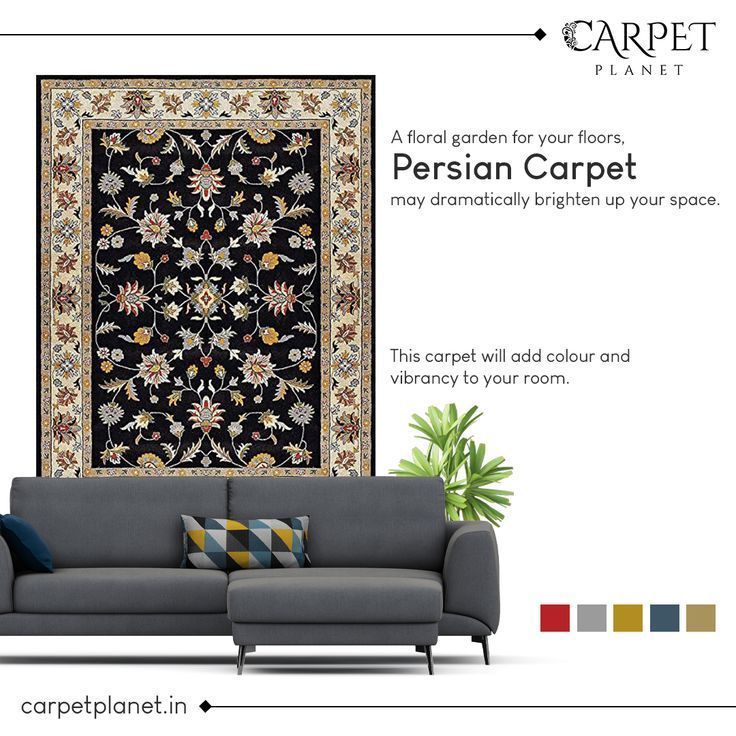 CARPET
PLANET
A floral garden for your floors,
Persian Carpet
may dramatically brighten up your space.
This carpet will add colour and
vibrancy to your room.
carpetplanet.in